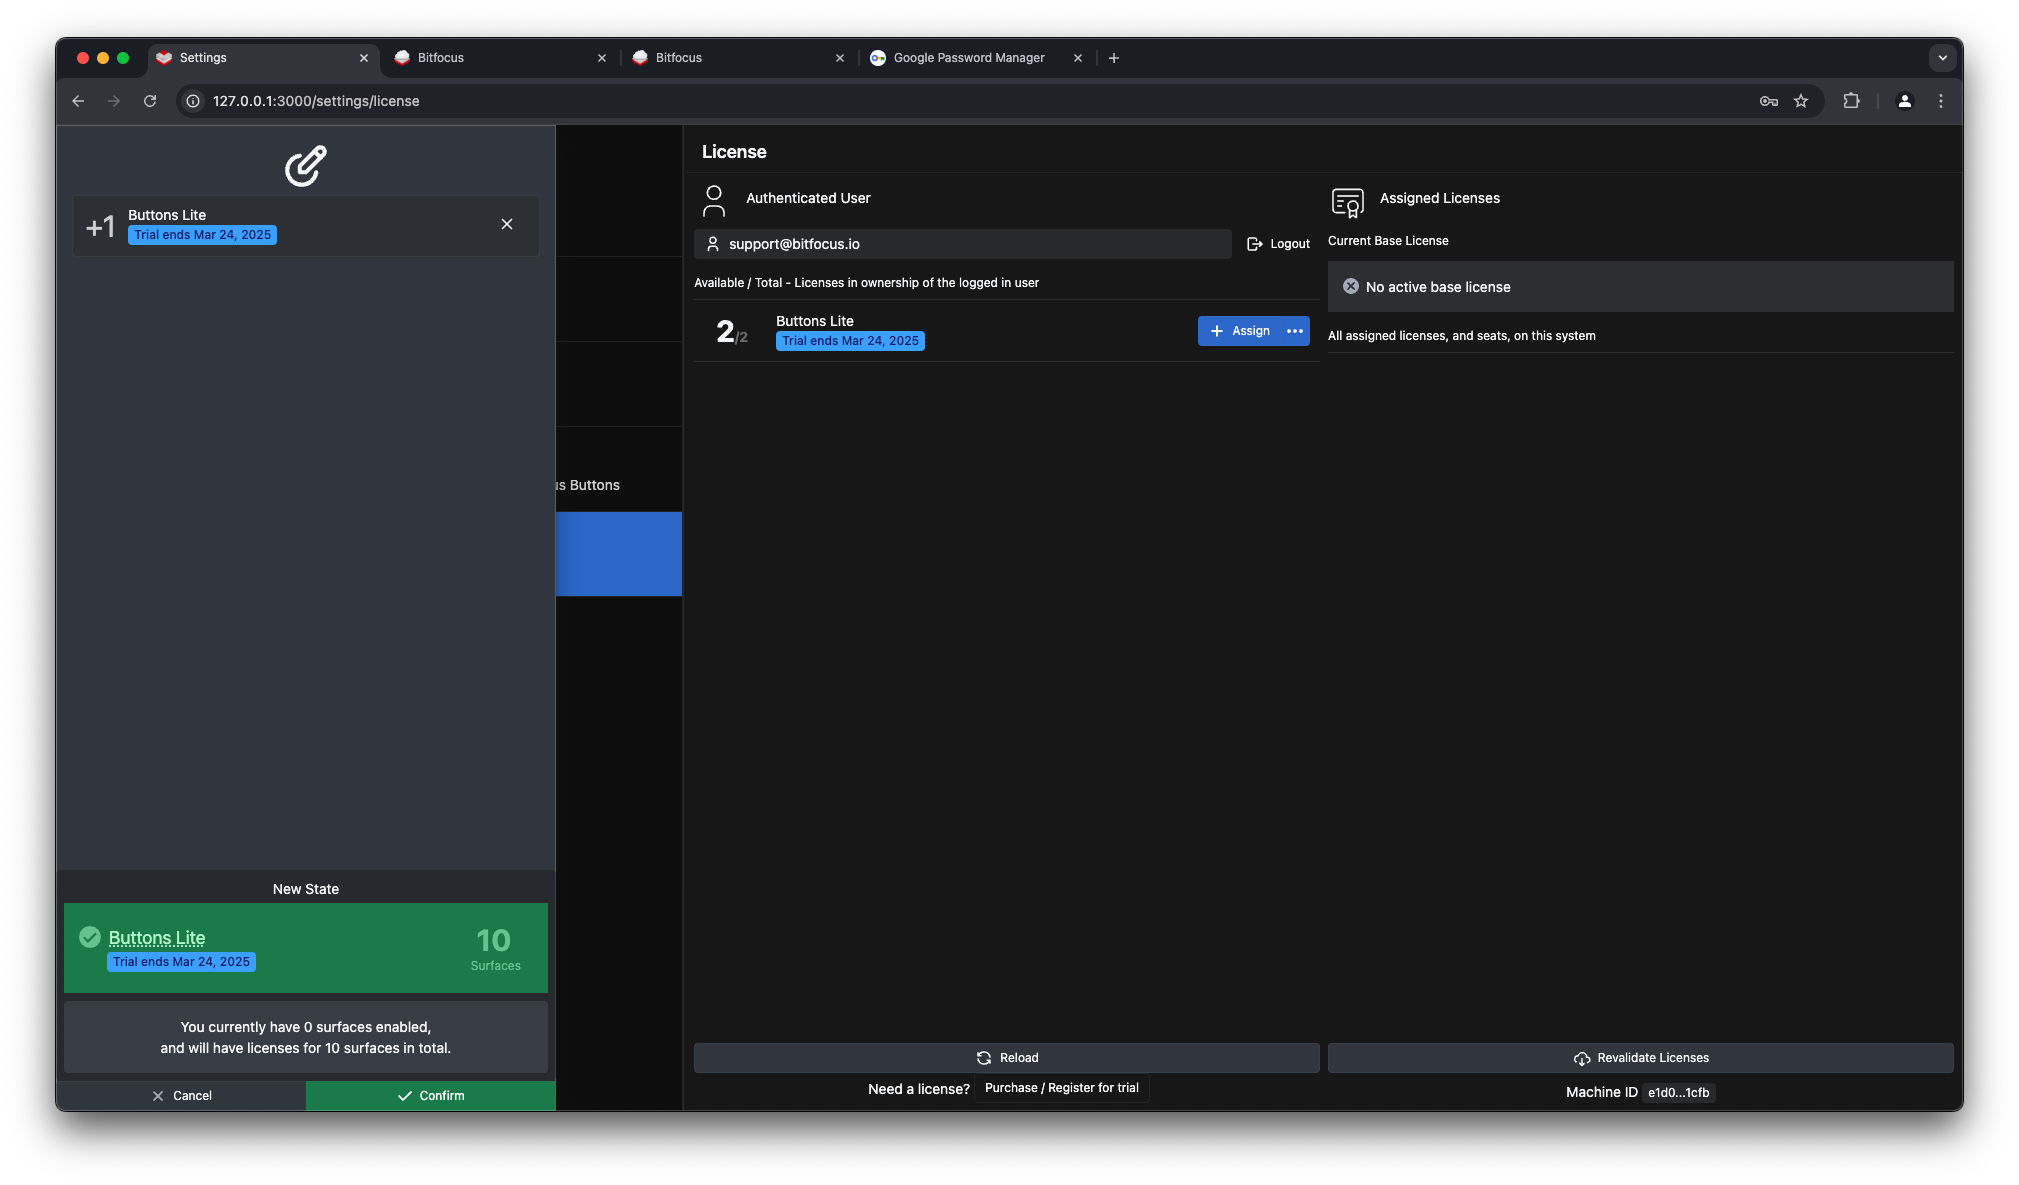 Settings
Bitfocus
Bitfocus
Google Password Manager
127.0.0.1:3000/settings/license
+1
Buttons Lite
Trial ends Mar 24, 2025
New State
Buttons Lite
Trial ends Mar 24, 2025
10
Surfaces
You currently have 0 surfaces enabled,
and will have licenses for 10 surfaces in total.
Cancel
Confirm
Buttons
License
Authenticated User
support@bitfocus.io
Logout
Available / Total - Licenses in ownership of the logged in user
2/2
Buttons Lite
Trial ends Mar 24, 2025
Assign
Reload
Need a license? Purchase / Register for trial
Assigned Licenses
Current Base License
No active base license
All assigned licenses, and seats, on this system
Revalidate Licenses
Machine ID e1d0...1cfb